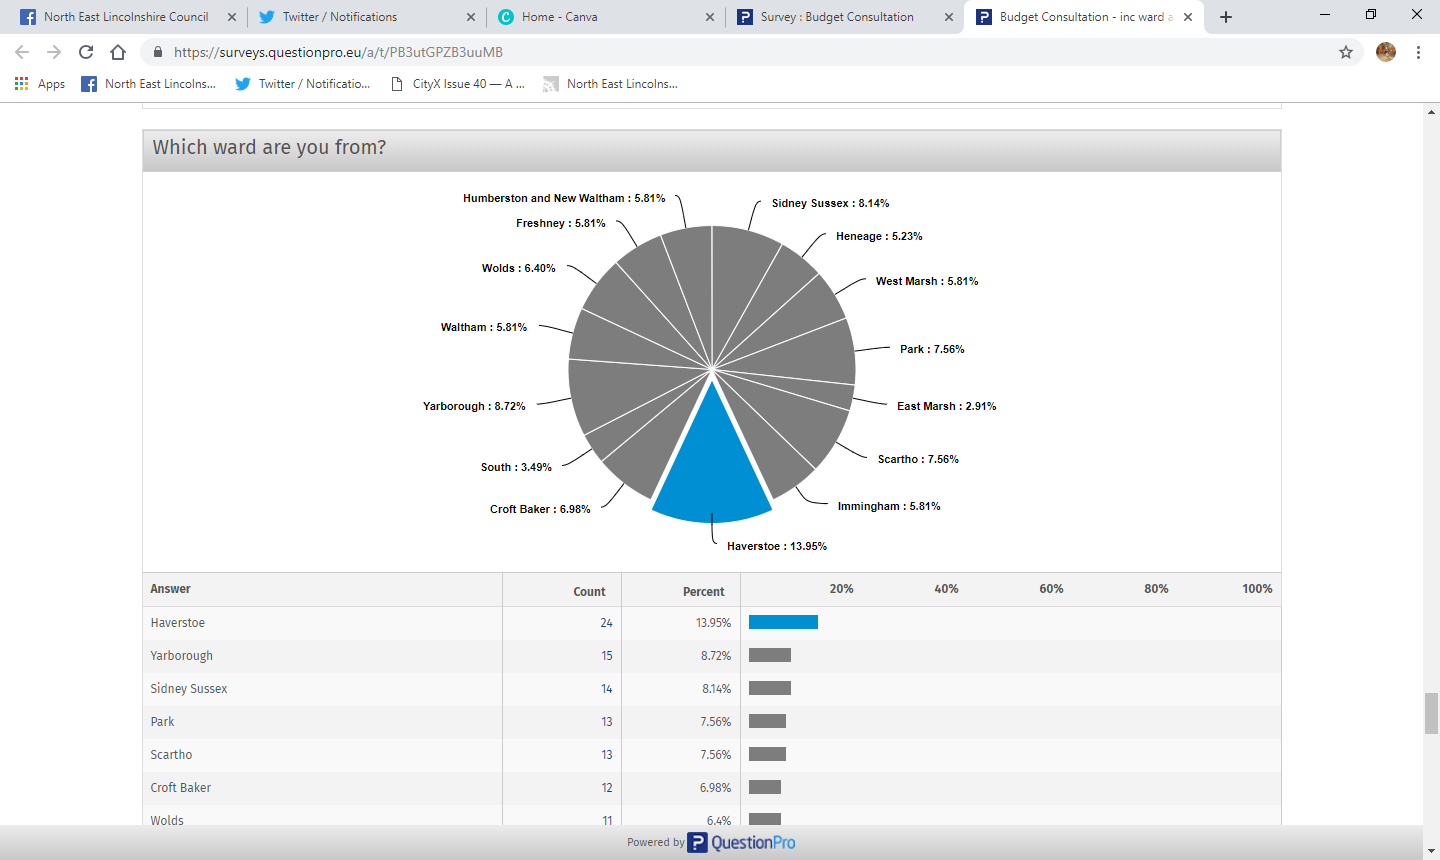 North East Lincolnshire Council
Twitter / Notifications
Home - Canva
Survey : Budget Consultation
Budget Consultation - inc ward a
https://surveys.questionpro.eu/a/t/PB3utGPZB3uuMB
Apps
North East Lincolns...
Twitter / Notificatio...
CityX Issue 40 — A ...
North East Lincolns...
Which ward are you from?
Humberston and New Waltham : 5.81%
Sidney Sussex : 8.14%
Freshney : 5.81%
Heneage : 5.23%
Wolds : 6.40%
West Marsh : 5.81%
Waltham : 5.81%
Park : 7.56%
Yarborough : 8.72%
East Marsh : 2.91%
South : 3.49%
Scartho : 7.56%
Croft Baker : 6.98%
Immingham : 5.81%
Haverstoe : 13.95%
Answer Count Percent 20% 40% 60% 80% 100%
Haverstoe 24 13.95%
Yarborough 15 8.72%
Sidney Sussex 14 8.14%
Park 13 7.56%
Scartho 13 7.56%
Croft Baker 12 6.98%
Wolds 11 6.4%
Powered by QuestionPro